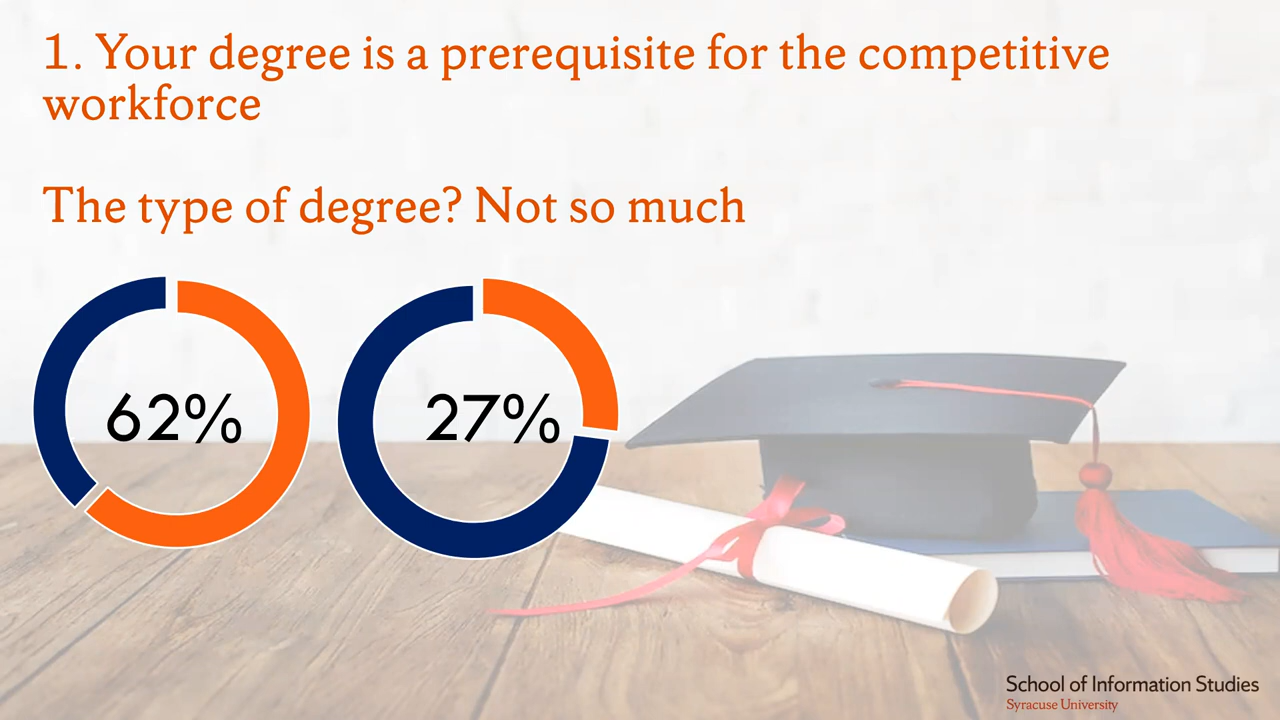 1. Your degree is a prerequisite for the competitive
workforce
The type of degree? Not so much
62%
27%
School of Information Studies
Syracuse University